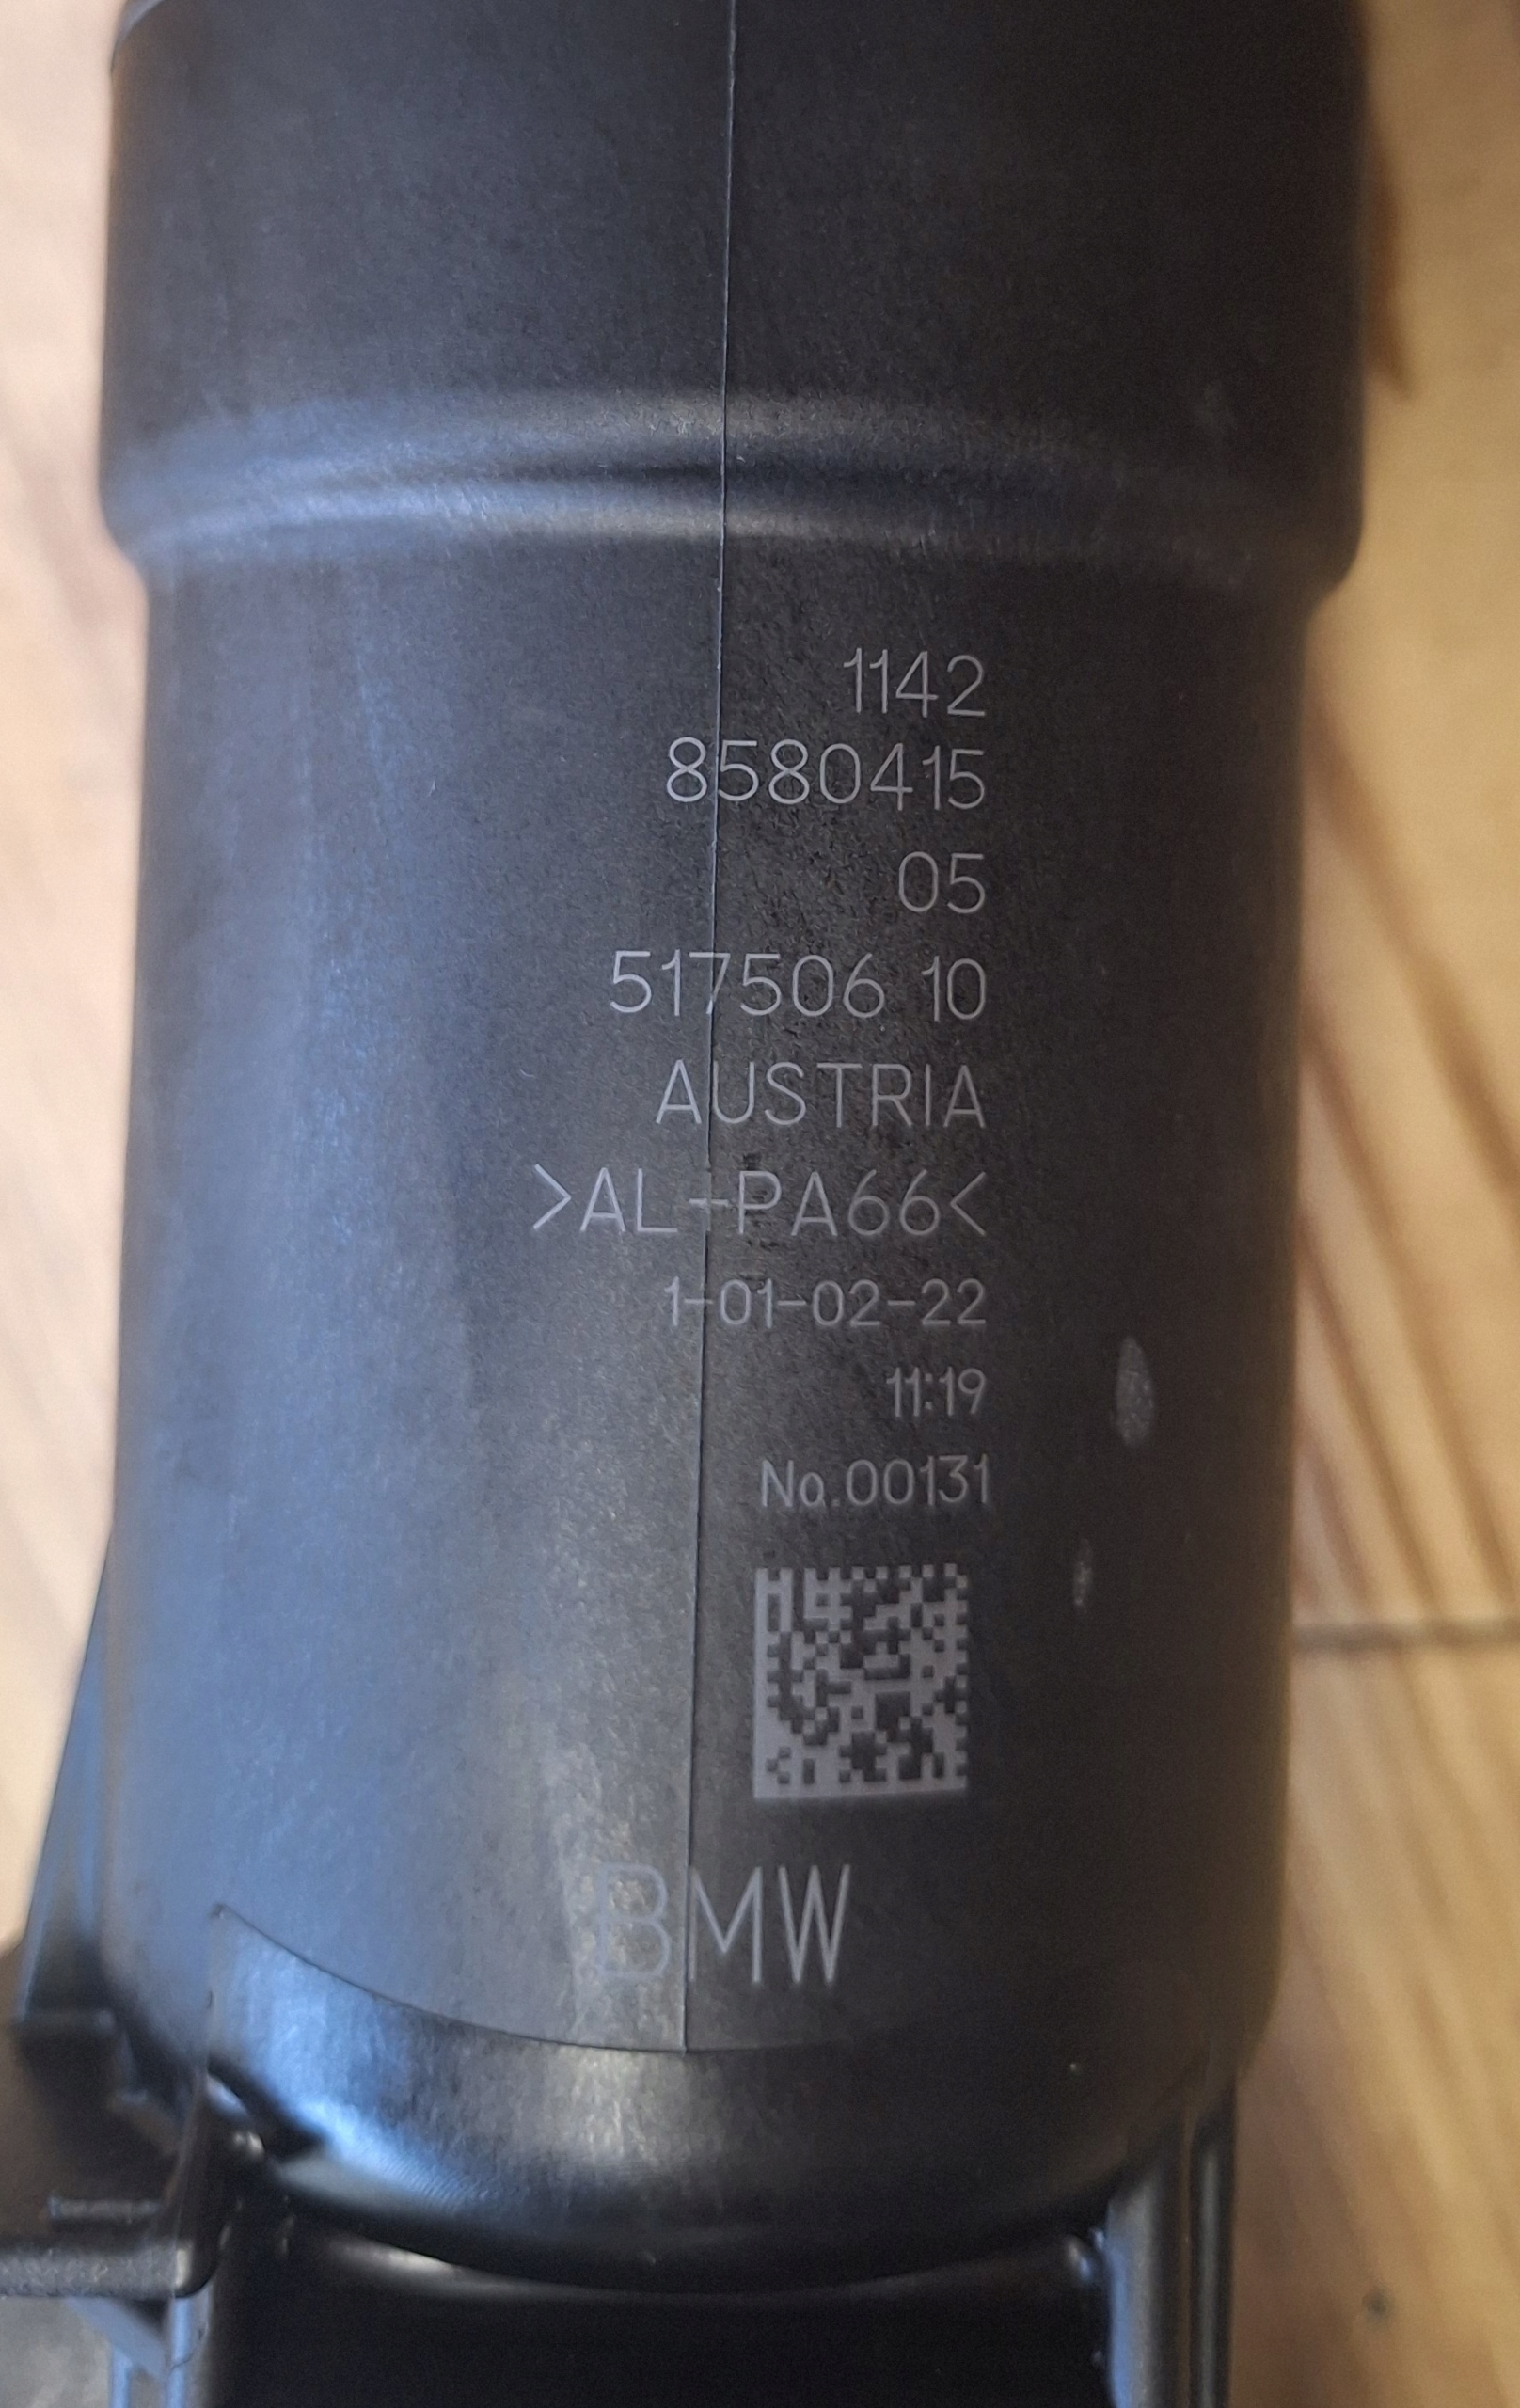 1142
8580415
05
517506 10
AUSTRIA
>AL-PA66<
1-01-02-22
11:19
No.00131
BMW